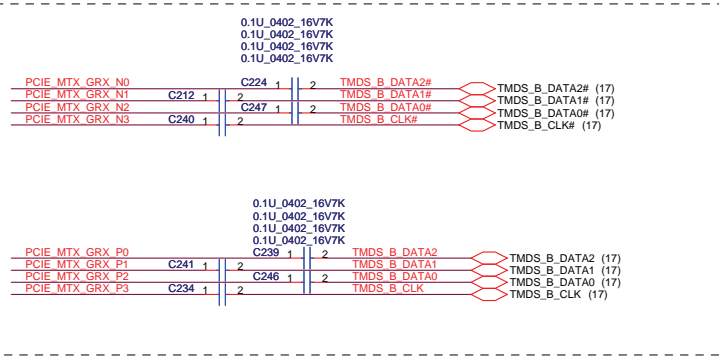 0.1U_0402_16V7K
0.1U_0402_16V7K
0.1U_0402_16V7K
0.1U_0402_16V7K
PCIE_MTX_GRX_N0 C224 1 2 TMDS_B_DATA2# TMDS_B_DATA2# (17)
PCIE_MTX_GRX_N1 C212 1 2 TMDS_B_DATA1# TMDS_B_DATA1# (17)
PCIE_MTX_GRX_N2 C247 1 2 TMDS_B_DATA0# TMDS_B_DATA0# (17)
PCIE_MTX_GRX_N3 C240 1 2 TMDS_B_CLK# TMDS_B_CLK# (17)
0.1U_0402_16V7K
0.1U_0402_16V7K
0.1U_0402_16V7K
0.1U_0402_16V7K
PCIE_MTX_GRX_P0 C239 1 2 TMDS_B_DATA2 TMDS_B_DATA2 (17)
PCIE_MTX_GRX_P1 C241 1 2 TMDS_B_DATA1 TMDS_B_DATA1 (17)
PCIE_MTX_GRX_P2 C246 1 2 TMDS_B_DATA0 TMDS_B_DATA0 (17)
PCIE_MTX_GRX_P3 C234 1 2 TMDS_B_CLK TMDS_B_CLK (17)